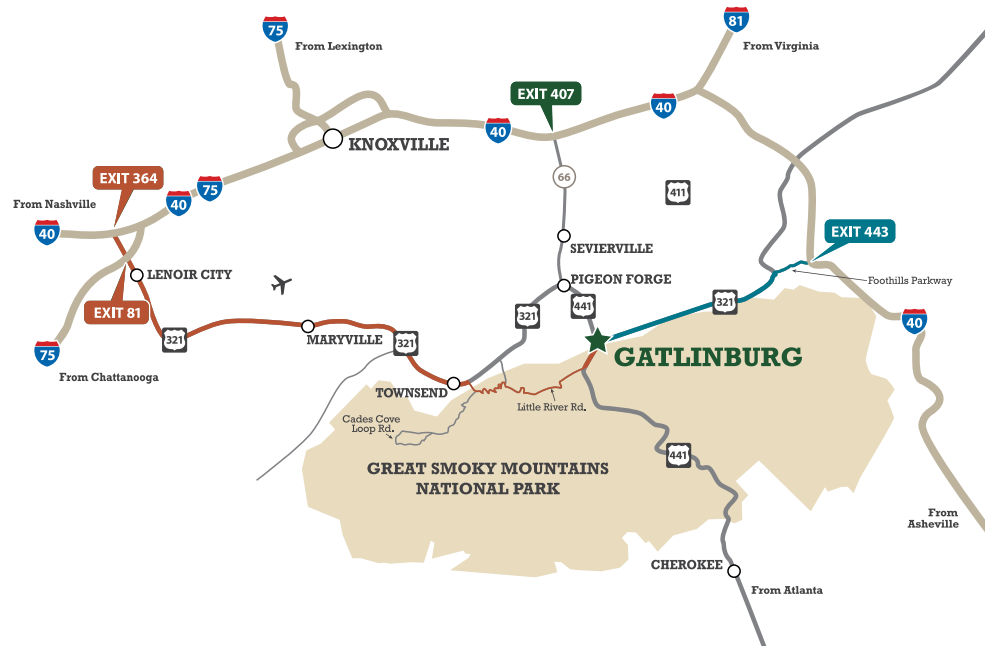 75
From Lexington
81
From Virginia
EXIT 407
40
40
KNOXVILLE
EXIT 364
66
411
75
40
From Nashville
40
EXIT 443
SEVIERVILLE
LENOIR CITY
PIGEON FORGE
Foothills Parkway
EXIT 81
441
321
321
40
321
MARYVILLE
321
75
GATLINBURG
From Chattanooga
TOWNSEND
Little River Rd.
Cades Cove
Loop Rd.
441
GREAT SMOKY MOUNTAINS
NATIONAL PARK
From
Asheville
CHEROKEE
From Atlanta